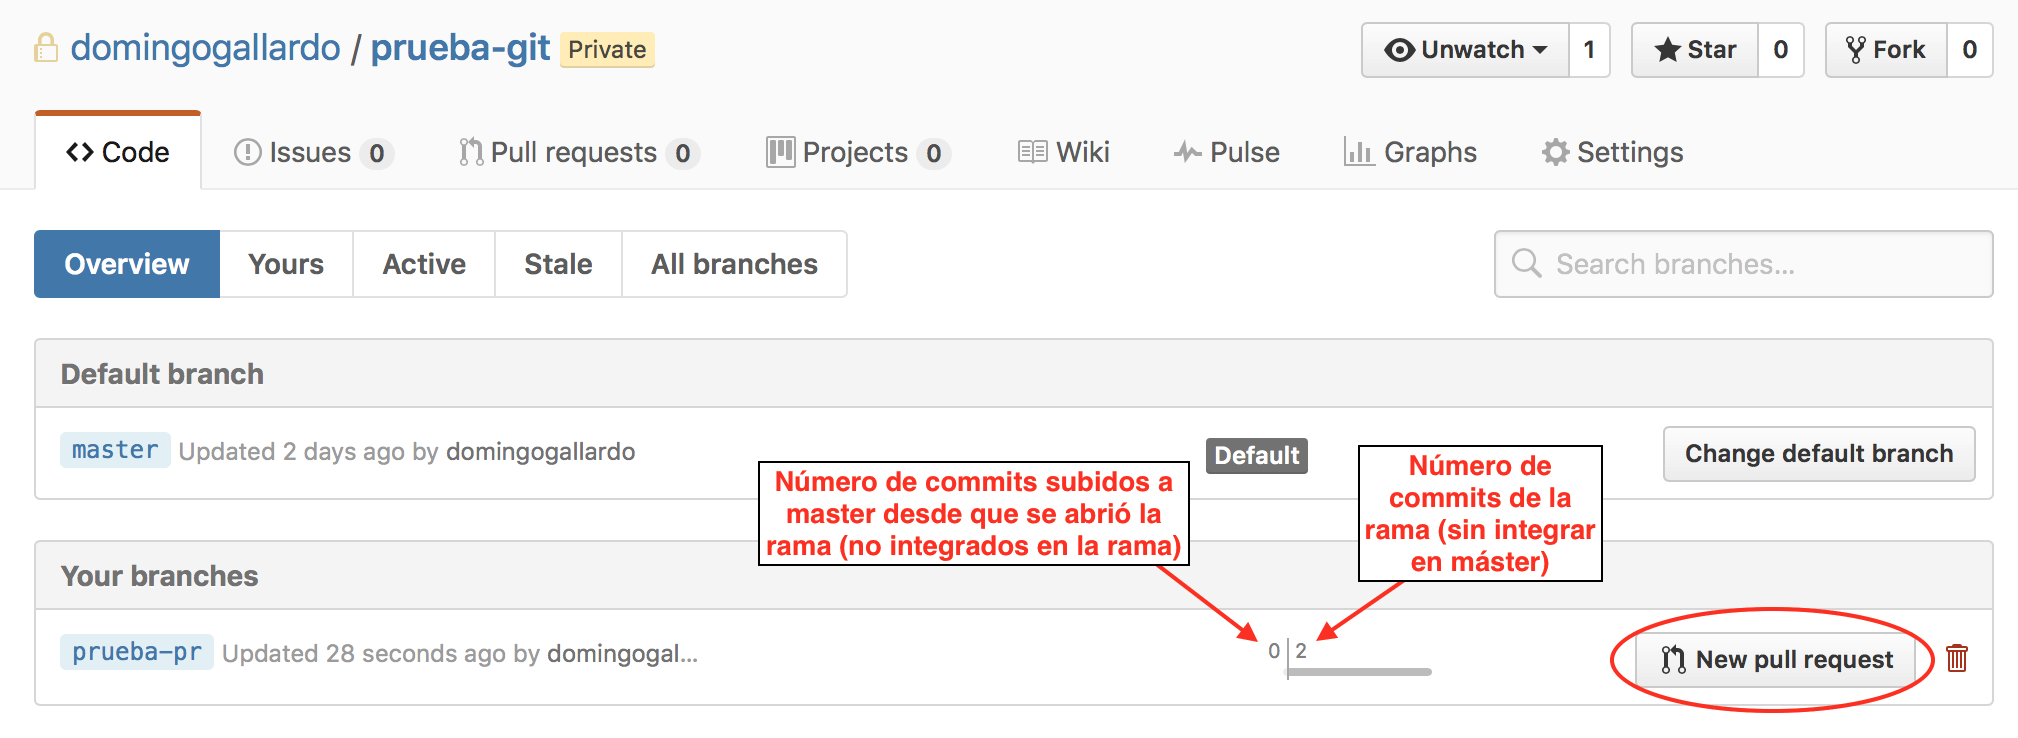 domingogallardo / prueba-git Private
Unwatch 1
Star 0
Fork 0
Code
Issues 0
Pull requests 0
Projects 0
Wiki
Pulse
Graphs
Settings
Overview
Yours
Active
Stale
All branches
Search branches...
Default branch
master Updated 2 days ago by domingogallardo
Default
Change default branch
Número de commits subidos a
master desde que se abrió la
rama (no integrados en la rama)
Número de
commits de la
rama (sin integrar
en máster)
Your branches
prueba-pr Updated 28 seconds ago by domingogal...
0 2
New pull request